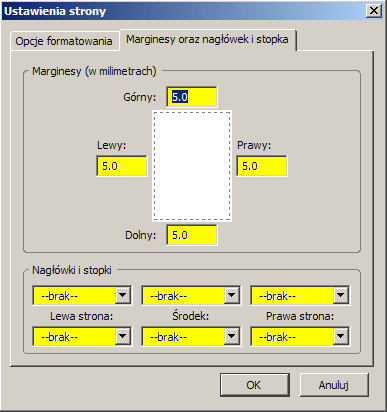 Ustawienia strony
Opcje formatowania
Marginesy oraz nagłówek i stopka
Marginesy (w milimetrach)
Górny:
5.0
Lewy:
Prawy:
5.0
5.0
Dolny:
5.0
Nagłówki i stopki
--brak--
--brak--
--brak--
Lewa strona:
Środek:
Prawa strona:
--brak--
--brak--
--brak--
OK
Anuluj